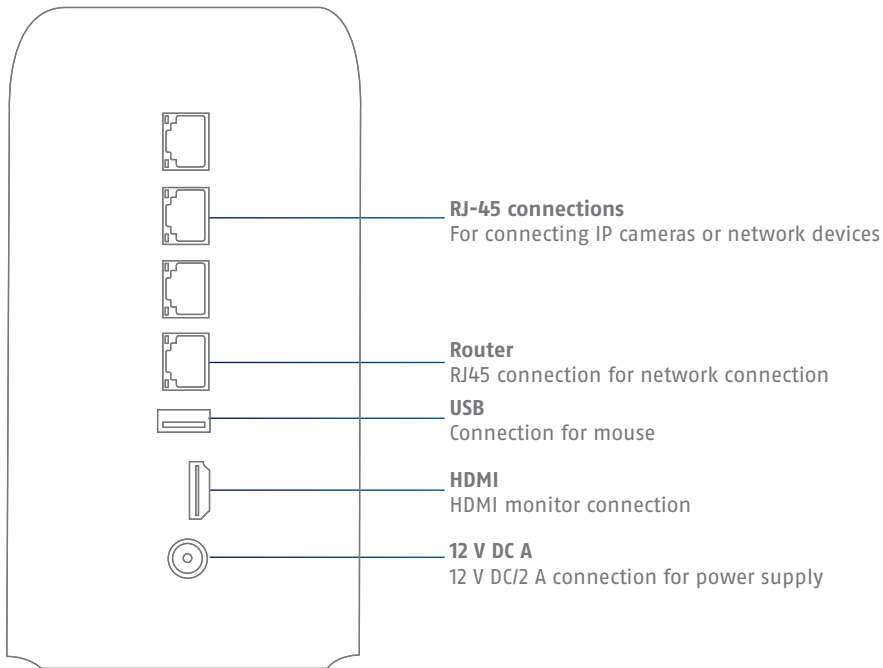 RJ-45 connections
For connecting IP cameras or network devices
Router
RJ45 connection for network connection
USB
Connection for mouse
HDMI
HDMI monitor connection
12 V DC A
12 V DC/2 A connection for power supply